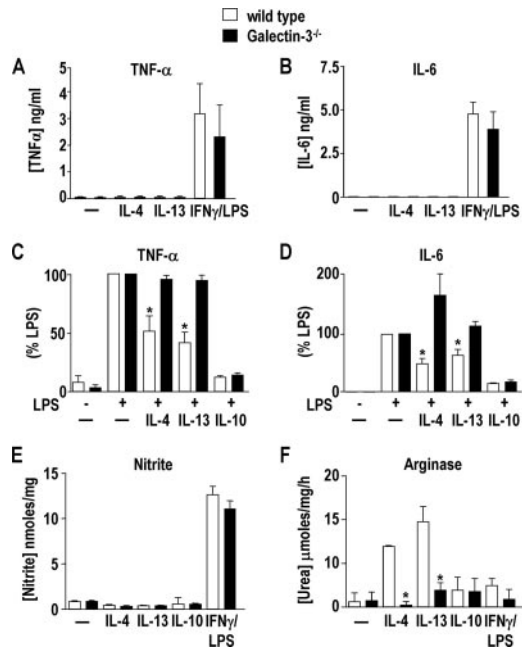 wild type
Galectin-3-/-
A
TNF-α
[TNFα] ng/ml
5
4
3
2
1
0
— IL-4 IL-13 IFNγ/LPS
B
IL-6
[IL-6] ng/ml
7.5
5.0
2.5
0.0
— IL-4 IL-13 IFNγ/LPS
C
TNF-α
(% LPS)
100
50
0
* *
LPS - + + + +
— — IL-4 IL-13 IL-10
D
IL-6
(% LPS)
200
100
0
* *
LPS - + + + +
— — IL-4 IL-13 IL-10
E
Nitrite
[Nitrite] nmoles/mg
15
10
5
0
— IL-4 IL-13 IL-10 IFNγ/
LPS
F
Arginase
[Urea] μmoles/mg/h
20
15
10
5
0
* *
— IL-4 IL-13 IL-10 IFNγ/
LPS